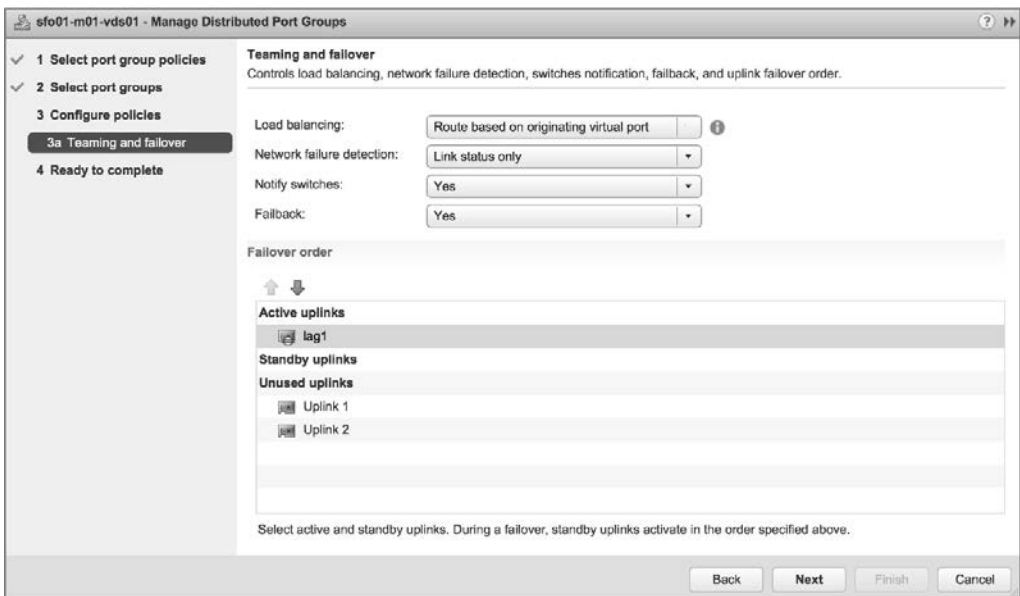 sfo01-m01-vds01 - Manage Distributed Port Groups
?
1 Select port group policies
2 Select port groups
3 Configure policies
3a Teaming and failover
4 Ready to complete
Teaming and failover
Controls load balancing, network failure detection, switches notification, failback, and uplink failover order.
Load balancing: Route based on originating virtual port
Network failure detection: Link status only
Notify switches: Yes
Failback: Yes
Failover order
Active uplinks
lag1
Standby uplinks
Unused uplinks
Uplink 1
Uplink 2
Select active and standby uplinks. During a failover, standby uplinks activate in the order specified above.
Back Next Finish Cancel